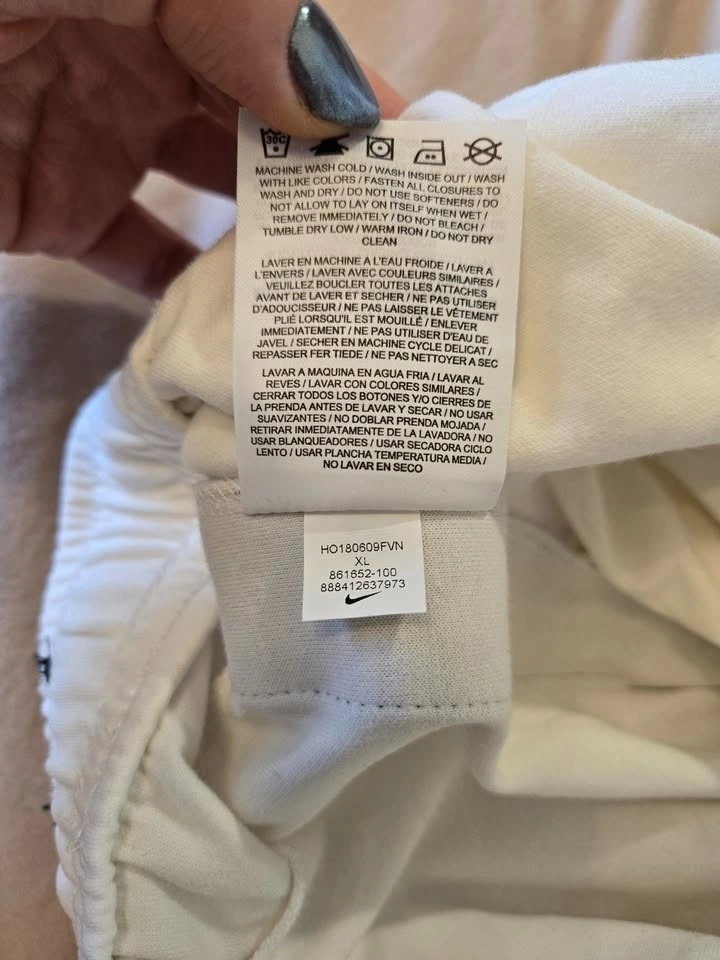 30C
MACHINE WASH COLD / WASH INSIDE OUT / WASH
WITH LIKE COLORS / FASTEN ALL CLOSURES TO
WASH AND DRY / DO NOT USE SOFTENERS / DO
NOT ALLOW TO LAY ON ITSELF WHEN WET /
REMOVE IMMEDIATELY / DO NOT BLEACH /
TUMBLE DRY LOW / WARM IRON / DO NOT DRY
CLEAN
LAVER EN MACHINE A L'EAU FROIDE / LAVER A
L'ENVERS / LAVER AVEC COULEURS SIMILAIRES /
VEUILLEZ BOUCLER TOUTES LES ATTACHES
AVANT DE LAVER ET SECHER / NE PAS UTILISER
D'ADOUCISSEUR / NE PAS LAISSER LE VÊTEMENT
PLIÉ LORSQU'IL EST MOUILLÉ / ENLEVER
IMMEDIATEMENT / NE PAS UTILISER D'EAU DE
JAVEL / SECHER EN MACHINE CYCLE DELICAT /
REPASSER FER TIEDE / NE PAS NETTOYER A SEC
LAVAR A MAQUINA EN AGUA FRIA / LAVAR AL
REVES / LAVAR CON COLORES SIMILARES /
CERRAR TODOS LOS BOTONES Y/O CIERRES DE
LA PRENDA ANTES DE LAVAR Y SECAR / NO USAR
SUAVIZANTES / NO DOBLAR PRENDA MOJADA /
RETIRAR INMEDIATAMENTE DE LA LAVADORA / NO
USAR BLANQUEADORES / USAR SECADORA CICLO
LENTO / USAR PLANCHA TEMPERATURA MEDIA /
NO LAVAR EN SECO
HO180609FVN
XL
861652-100
888412637973